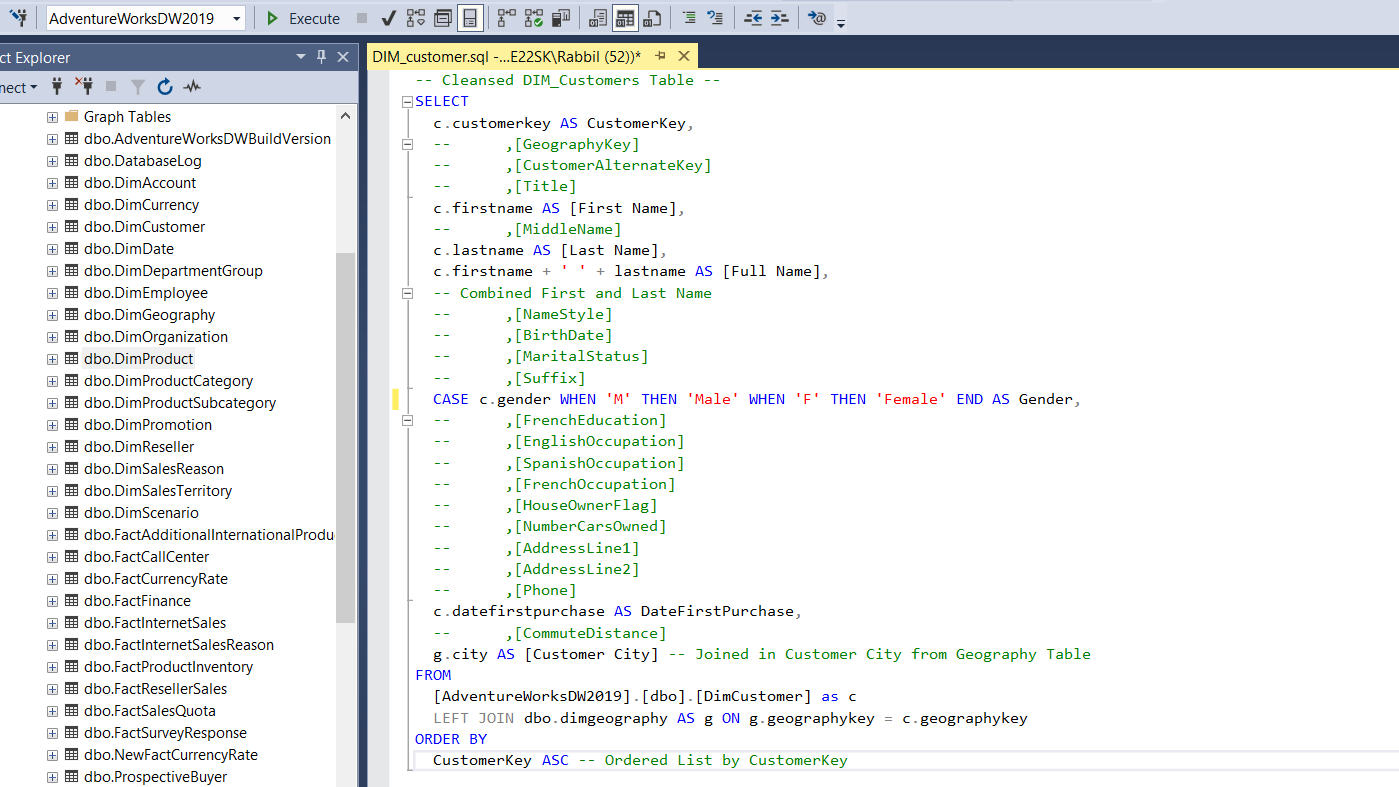 AdventureWorksDW2019
Execute
ct Explorer
nect
Graph Tables
dbo.AdventureWorksDWBuildVersion
dbo.DatabaseLog
dbo.DimAccount
dbo.DimCurrency
dbo.DimCustomer
dbo.DimDate
dbo.DimDepartmentGroup
dbo.DimEmployee
dbo.DimGeography
dbo.DimOrganization
dbo.DimProduct
dbo.DimProductCategory
dbo.DimProductSubcategory
dbo.DimPromotion
dbo.DimReseller
dbo.DimSalesReason
dbo.DimSalesTerritory
dbo.DimScenario
dbo.FactAdditionalInternationalProdu
dbo.FactCallCenter
dbo.FactCurrencyRate
dbo.FactFinance
dbo.FactInternetSales
dbo.FactInternetSalesReason
dbo.FactProductInventory
dbo.FactResellerSales
dbo.FactSalesQuota
dbo.FactSurveyResponse
dbo.NewFactCurrencyRate
dbo.ProspectiveBuyer
DIM_customer.sql -...E22SK\Rabbil (52))*
-- Cleansed DIM_Customers Table --
SELECT
c.customerkey AS CustomerKey,
--      ,[GeographyKey]
--      ,[CustomerAlternateKey]
--      ,[Title]
c.firstname AS [First Name],
--      ,[MiddleName]
c.lastname AS [Last Name],
c.firstname + ' ' + lastname AS [Full Name],
-- Combined First and Last Name
--      ,[NameStyle]
--      ,[BirthDate]
--      ,[MaritalStatus]
--      ,[Suffix]
CASE c.gender WHEN 'M' THEN 'Male' WHEN 'F' THEN 'Female' END AS Gender,
--      ,[FrenchEducation]
--      ,[EnglishOccupation]
--      ,[SpanishOccupation]
--      ,[FrenchOccupation]
--      ,[HouseOwnerFlag]
--      ,[NumberCarsOwned]
--      ,[AddressLine1]
--      ,[AddressLine2]
--      ,[Phone]
c.datefirstpurchase AS DateFirstPurchase,
--      ,[CommuteDistance]
g.city AS [Customer City] -- Joined in Customer City from Geography Table
FROM
[AdventureWorksDW2019].[dbo].[DimCustomer] as c
LEFT JOIN dbo.dimgeography AS g ON g.geographykey = c.geographykey
ORDER BY
CustomerKey ASC -- Ordered List by CustomerKey